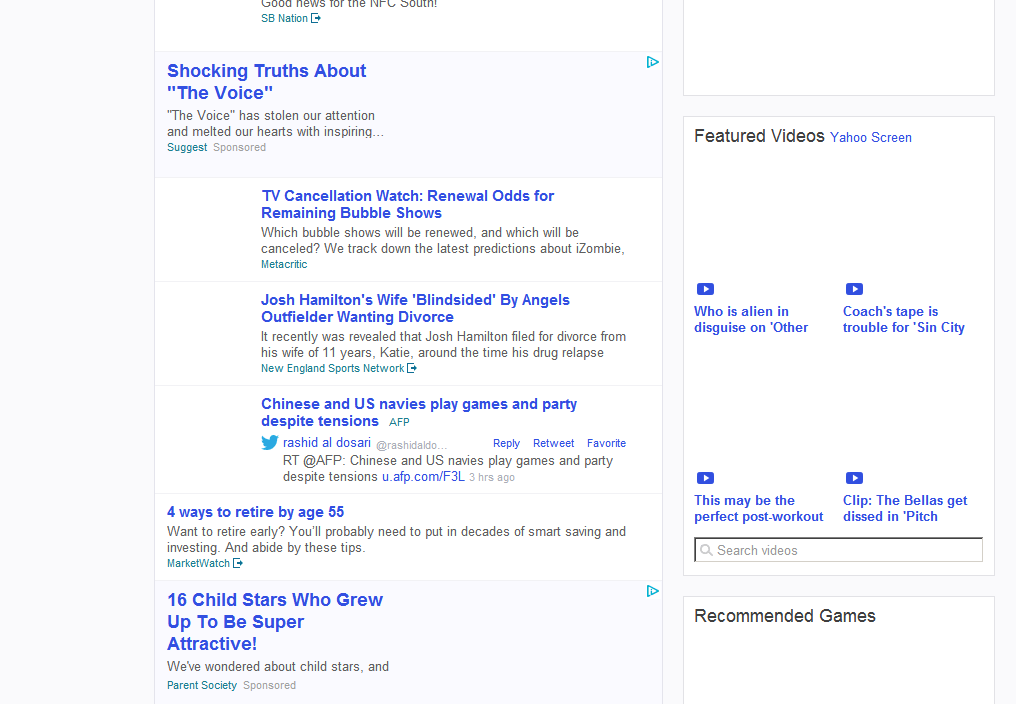 Good news for the NFC South!
SB Nation
Shocking Truths About
"The Voice"
"The Voice" has stolen our attention
and melted our hearts with inspiring...
Suggest Sponsored
TV Cancellation Watch: Renewal Odds for
Remaining Bubble Shows
Which bubble shows will be renewed, and which will be
canceled? We track down the latest predictions about iZombie,
Metacritic
Josh Hamilton's Wife 'Blindsided' By Angels
Outfielder Wanting Divorce
It recently was revealed that Josh Hamilton filed for divorce from
his wife of 11 years, Katie, around the time his drug relapse
New England Sports Network
Chinese and US navies play games and party
despite tensions AFP
rashid al dosari @rashidaldo... Reply Retweet Favorite
RT @AFP: Chinese and US navies play games and party
despite tensions u.afp.com/F3L 3 hrs ago
4 ways to retire by age 55
Want to retire early? You'll probably need to put in decades of smart saving and
investing. And abide by these tips.
MarketWatch
16 Child Stars Who Grew
Up To Be Super
Attractive!
We've wondered about child stars, and
Parent Society Sponsored
Featured Videos Yahoo Screen
Who is alien in
disguise on 'Other
Coach's tape is
trouble for 'Sin City
This may be the
perfect post-workout
Clip: The Bellas get
dissed in 'Pitch
Search videos
Recommended Games